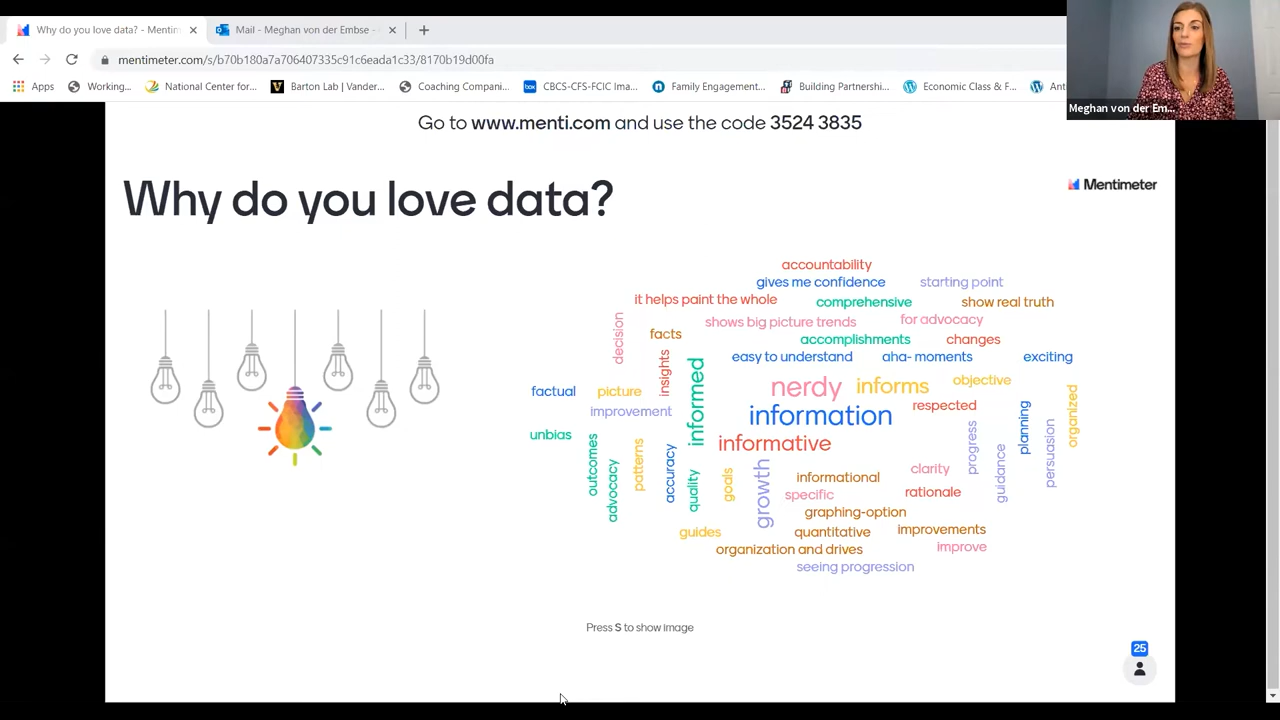 Why do you love data? - Mentim
Mail - Meghan von der Embse -
mentimeter.com/s/b70b180a7a706407335c91c6eada1c33/8170b19d00fa
Apps
Working...
National Center for...
Barton Lab | Vander...
Coaching Compani...
CBCS-CFS-FCIC Ima...
Family Engagement...
Building Partnershi...
Economic Class & F...
Ant
Meghan von der Em...
Go to www.menti.com and use the code 3524 3835
Why do you love data?
Mentimeter
accountability
gives me confidence
starting point
it helps paint the whole
comprehensive
show real truth
decision
facts
shows big picture trends
for advocacy
accomplishments
changes
insights
informed
easy to understand
aha- moments
exciting
factual
picture
nerdy
informs
objective
improvement
information
respected
organized
planning
unbias
informative
progress
persuasion
outcomes
advocacy
patterns
accuracy
quality
goals
growth
informational
clarity
guidance
specific
rationale
graphing-option
guides
quantitative
improvements
organization and drives
improve
seeing progression
Press S to show image
25